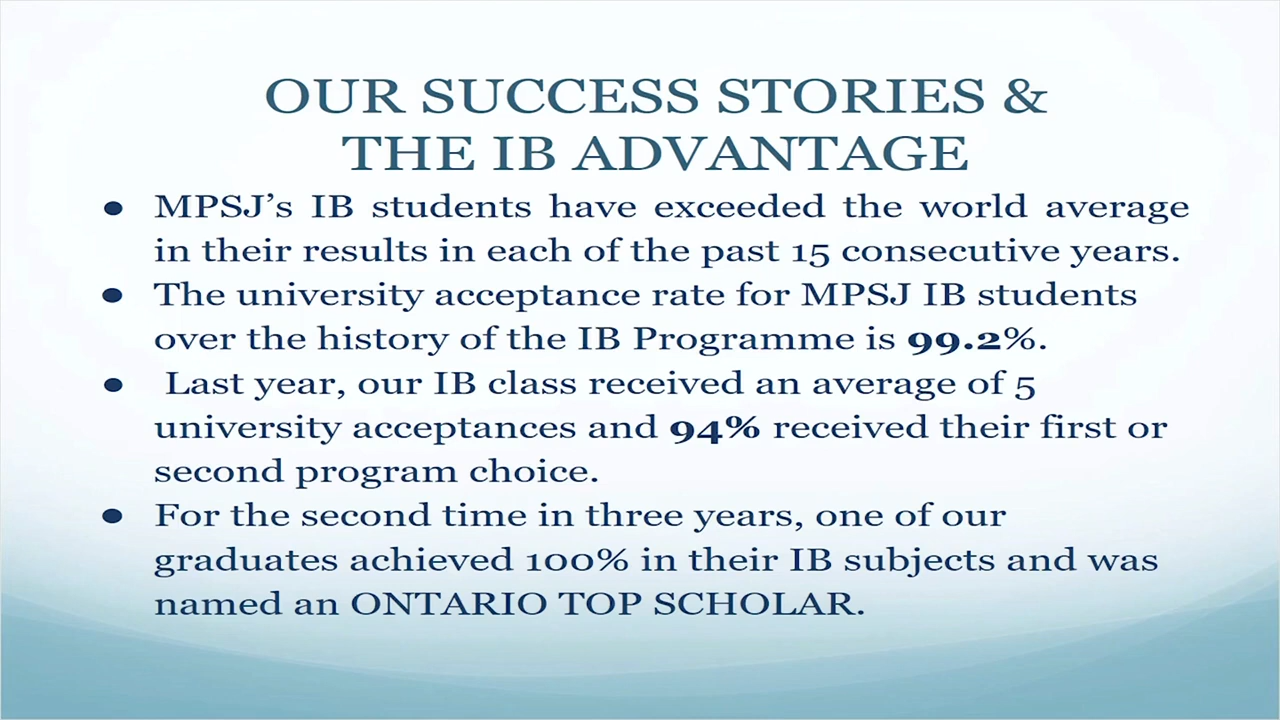 OUR SUCCESS STORIES &
THE IB ADVANTAGE
● MPSJ’s IB students have exceeded the world average
in their results in each of the past 15 consecutive years.
● The university acceptance rate for MPSJ IB students
over the history of the IB Programme is 99.2%.
● Last year, our IB class received an average of 5
university acceptances and 94% received their first or
second program choice.
● For the second time in three years, one of our
graduates achieved 100% in their IB subjects and was
named an ONTARIO TOP SCHOLAR.